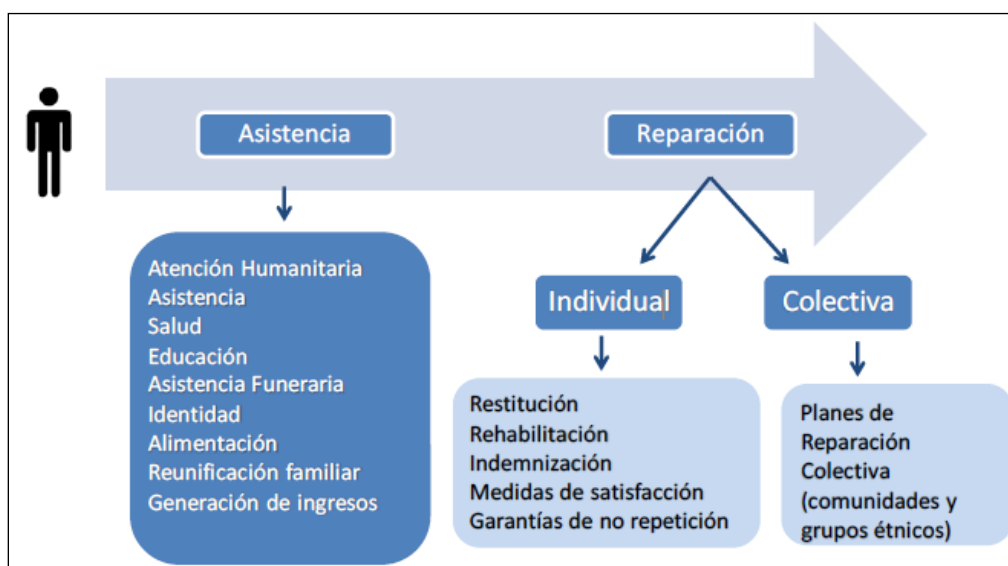 Asistencia
Reparación
Atención Humanitaria
Asistencia
Salud
Educación
Asistencia Funeraria
Identidad
Alimentación
Reunificación familiar
Generación de ingresos
Individual
Colectiva
Restitución
Rehabilitación
Indemnización
Medidas de satisfacción
Garantías de no repetición
Planes de
Reparación
Colectiva
(comunidades y
grupos étnicos)